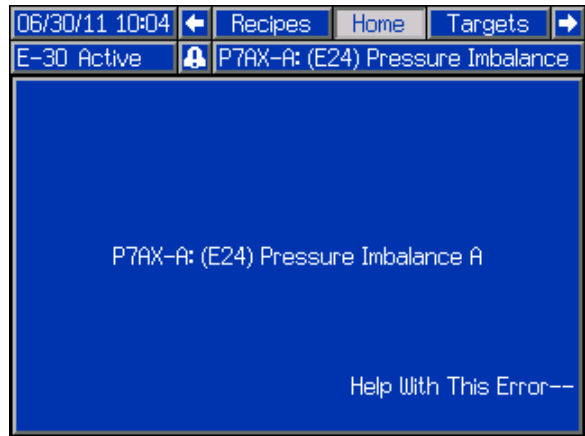 06/30/11 10:04 Recipes Home Targets
E-30 Active P7AX-A: (E24) Pressure Imbalance
P7AX-A: (E24) Pressure Imbalance A
Help With This Error--